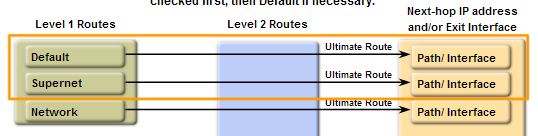 checked first, then Default if necessary.
Level 1 Routes
Level 2 Routes
Next-hop IP address
and/or Exit Interface
Default
Ultimate Route
Path/ Interface
Supernet
Ultimate Route
Path/ Interface
Network
Ultimate Route
Path/ Interface